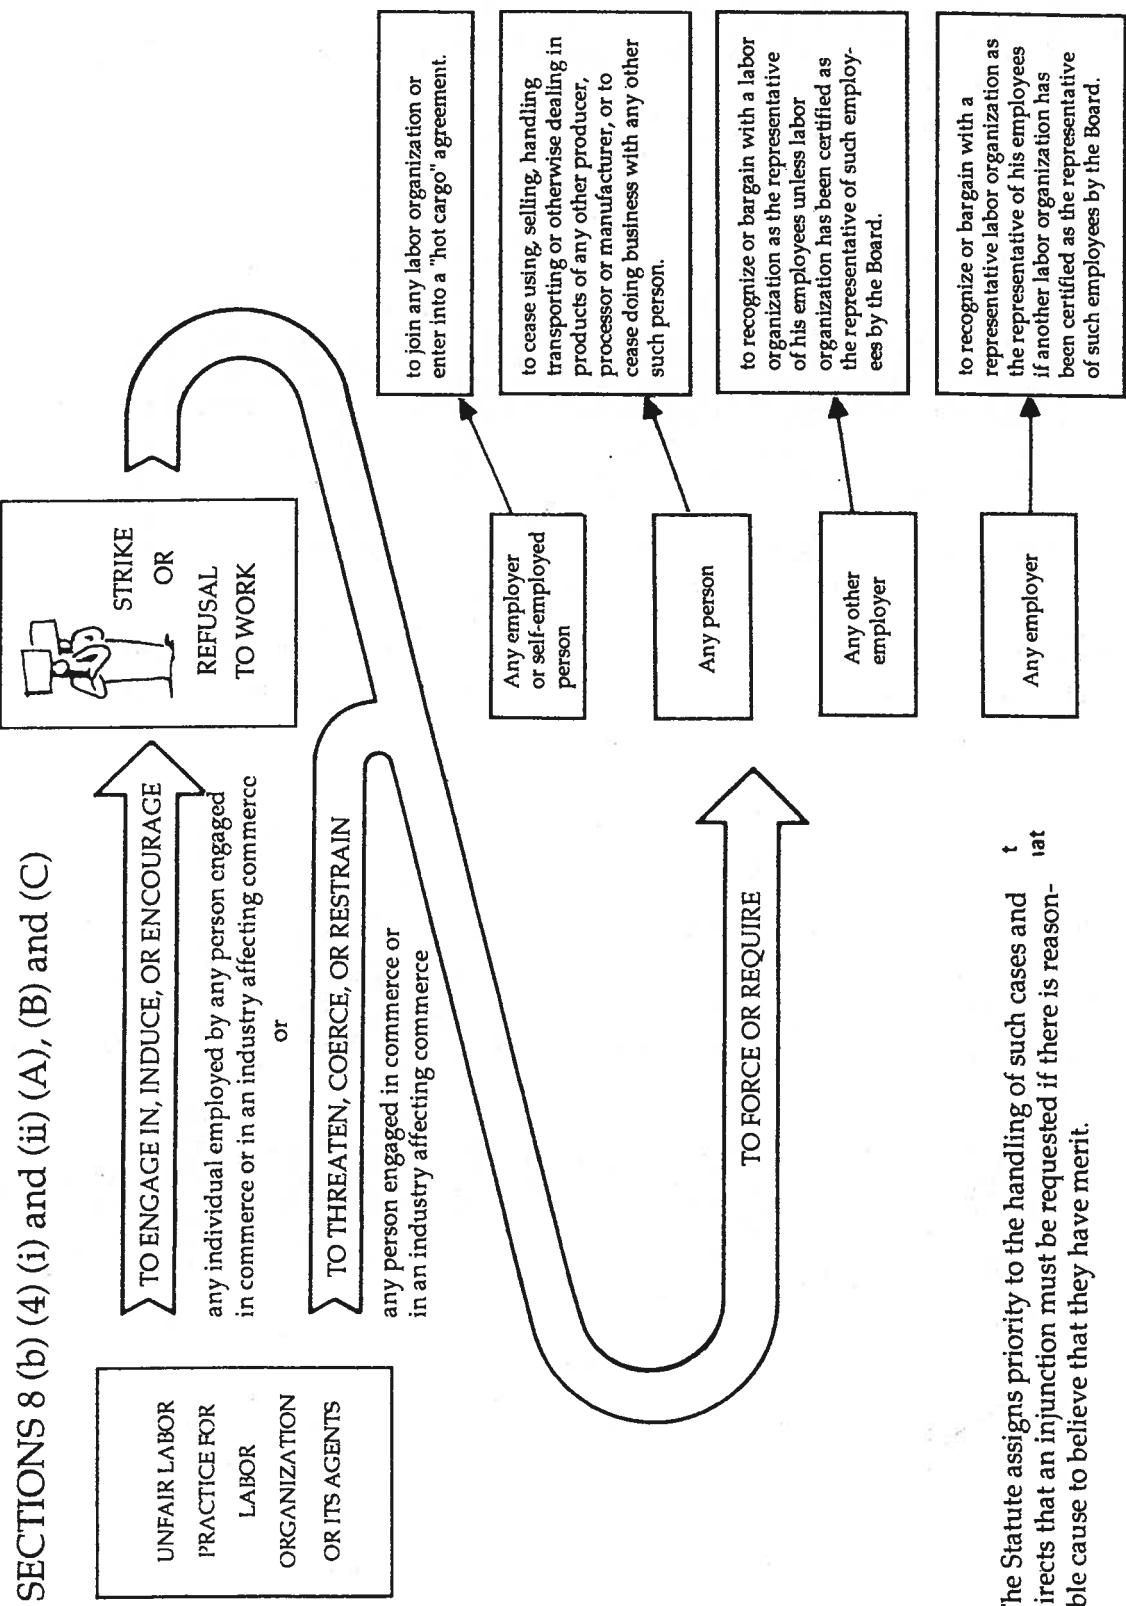 SECTIONS 8 (b) (4) (i) and (ii) (A), (B) and (C)
UNFAIR LABOR
PRACTICE FOR
LABOR
ORGANIZATION
OR ITS AGENTS
TO ENGAGE IN, INDUCE, OR ENCOURAGE
any individual employed by any person engaged
in commerce or in an industry affecting commerce
or
TO THREATEN, COERCE, OR RESTRAIN
any person engaged in commerce or
in an industry affecting commerce
STRIKE
OR
REFUSAL
TO WORK
TO FORCE OR REQUIRE
Any employer
or self-employed
person
to join any labor organization or
enter into a "hot cargo" agreement.
Any person
to cease using, selling, handling
transporting or otherwise dealing in
products of any other producer,
processor or manufacturer, or to
cease doing business with any other
such person.
Any other
employer
to recognize or bargain with a labor
organization as the representative
of his employees unless labor
organization has been certified as
the representative of such employ-
ees by the Board.
Any employer
to recognize or bargain with a
representative labor organization as
the representative of his employees
if another labor organization has
been certified as the representative
of such employees by the Board.
he Statute assigns priority to the handling of such cases and t
irects that an injunction must be requested if there is reason- iat
ble cause to believe that they have merit.